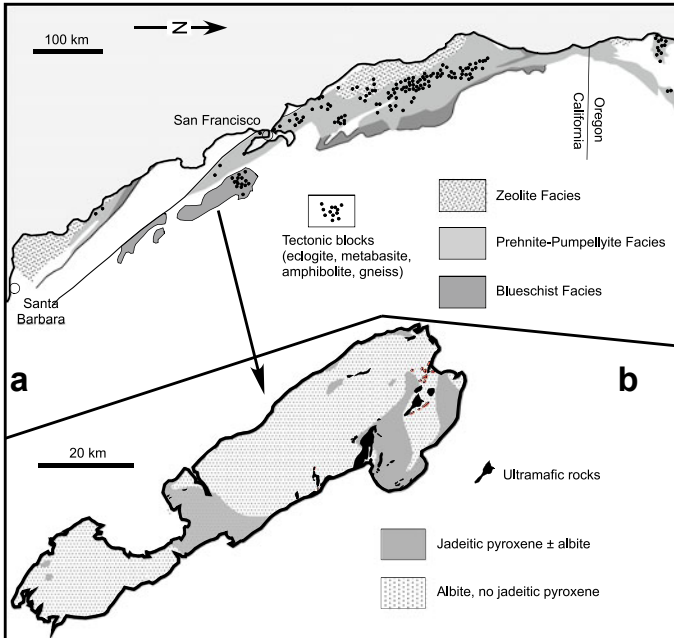 N
100 km
San Francisco
Oregon
California
Zeolite Facies
Tectonic blocks
(eclogite, metabasite,
amphibolite, gneiss)
Prehnite-Pumpellyite Facies
Blueschist Facies
Santa
Barbara
a
b
20 km
Ultramafic rocks
Jadeitic pyroxene ± albite
Albite, no jadeitic pyroxene